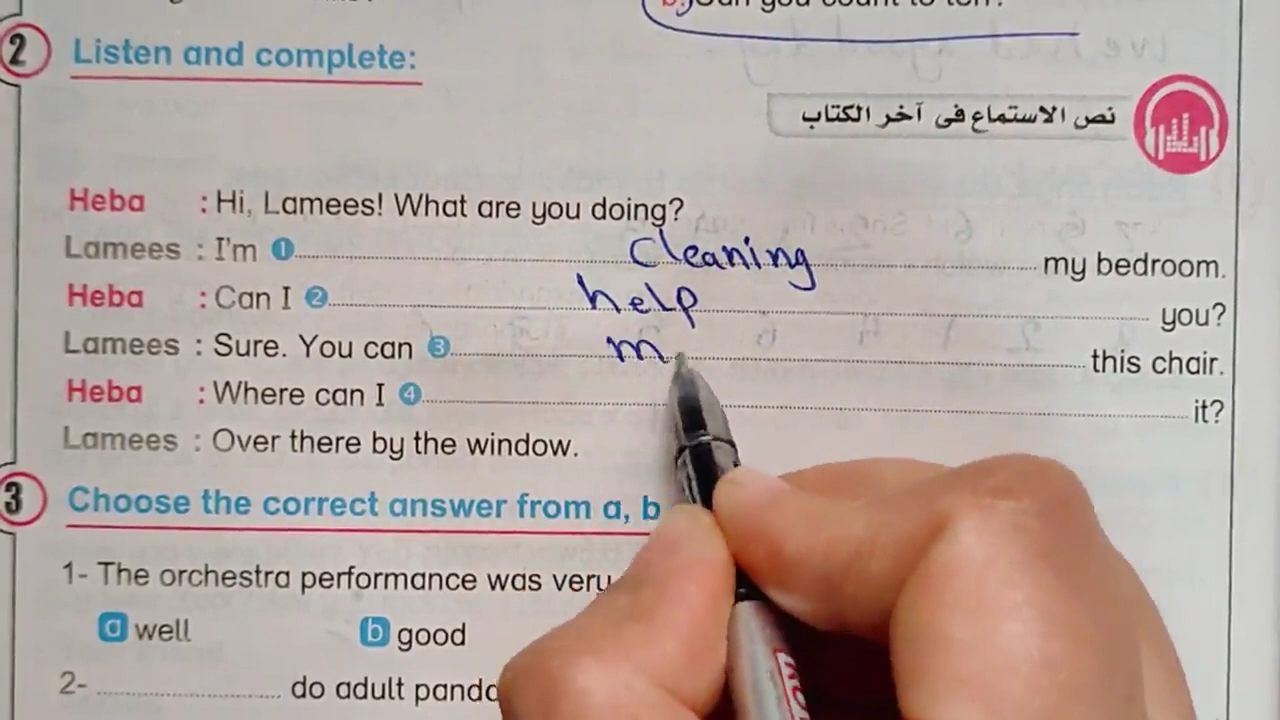 2 Listen and complete:
نص الاستماع فى آخر الكتاب
Heba : Hi, Lamees! What are you doing?
Lamees : I'm 1 Cleaning my bedroom.
Heba : Can I 2 help you?
Lamees : Sure. You can 3 m this chair.
Heba : Where can I 4 it?
Lamees : Over there by the window.
3 Choose the correct answer from a, b
1- The orchestra performance was very
a well b good
2- do adult